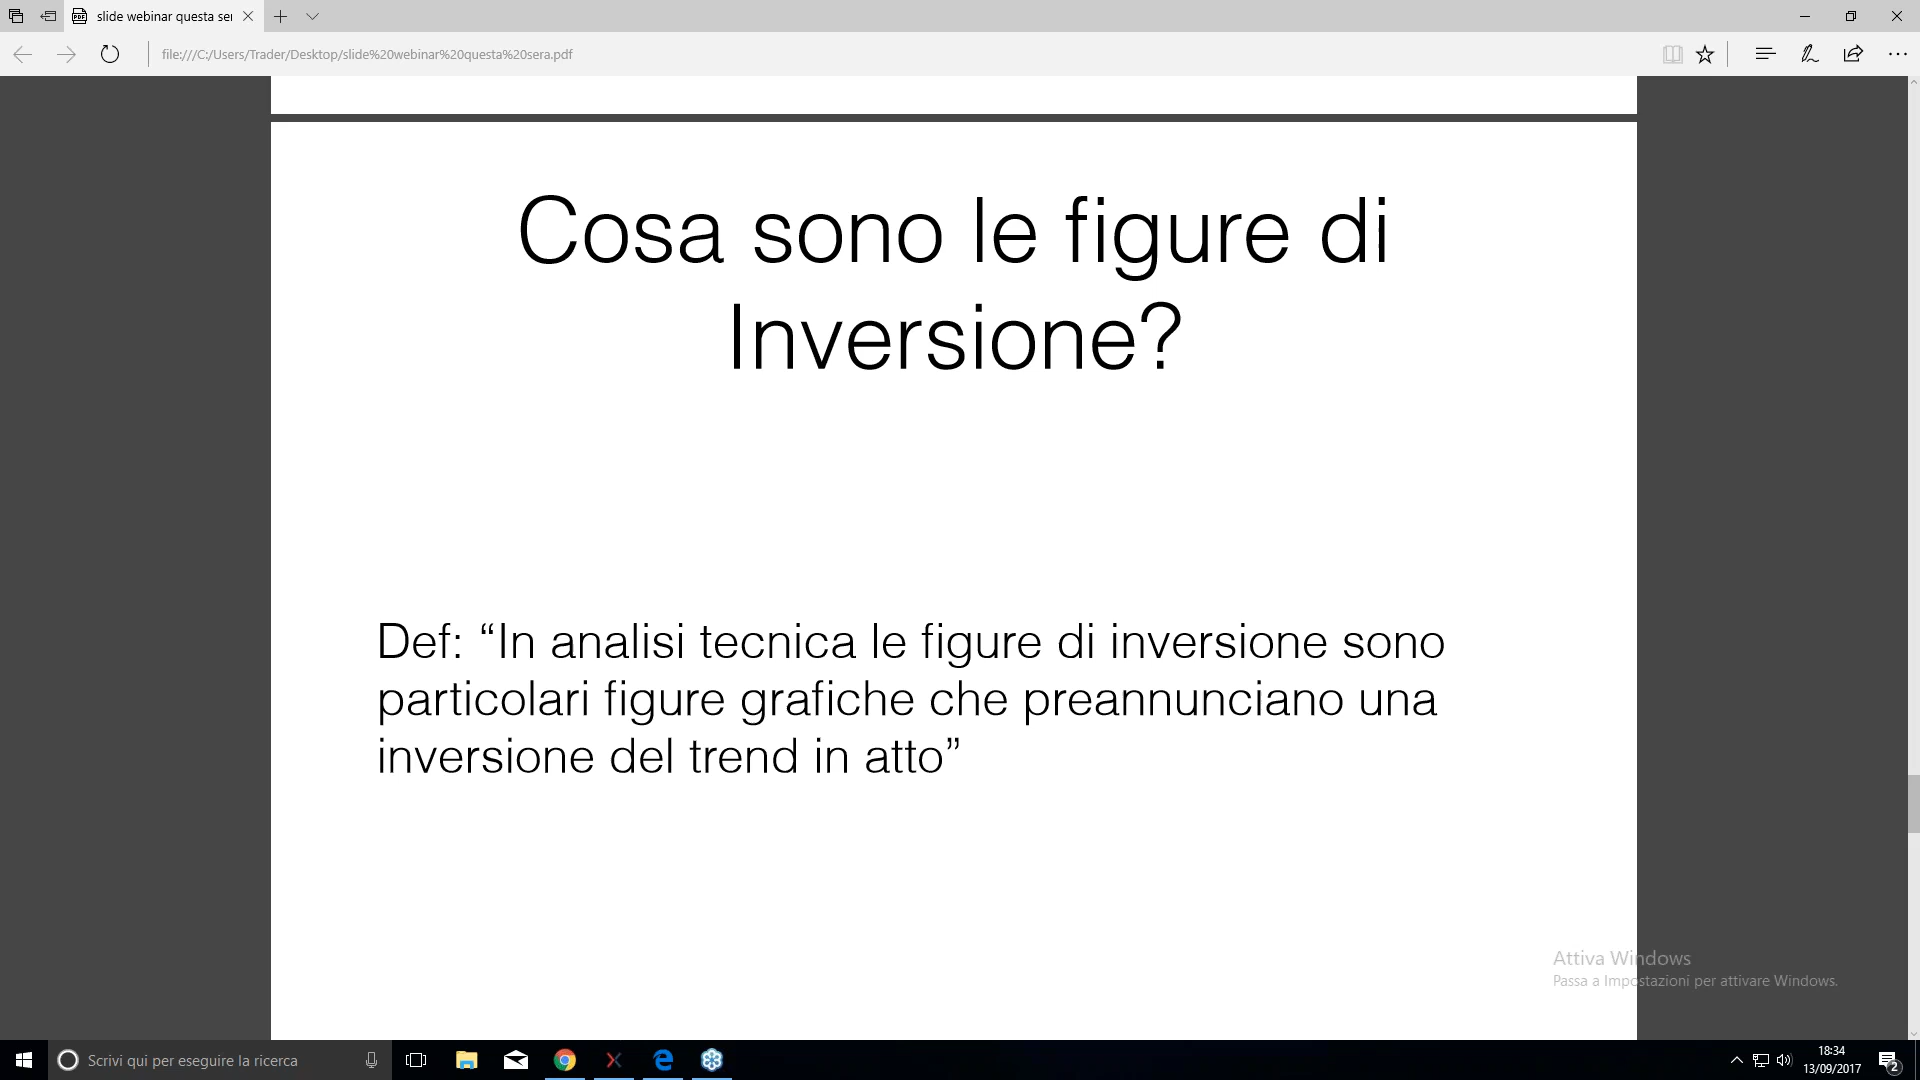 slide webinar questa ser
file:///C:/Users/Trader/Desktop/slide%20webinar%20questa%20sera.pdf
Cosa sono le figure di
Inversione?
Def: “In analisi tecnica le figure di inversione sono
particolari figure grafiche che preannunciano una
inversione del trend in atto”
Attiva Windows
Passa a Impostazioni per attivare Windows.
Scrivi qui per eseguire la ricerca
18:34
13/09/2017
2